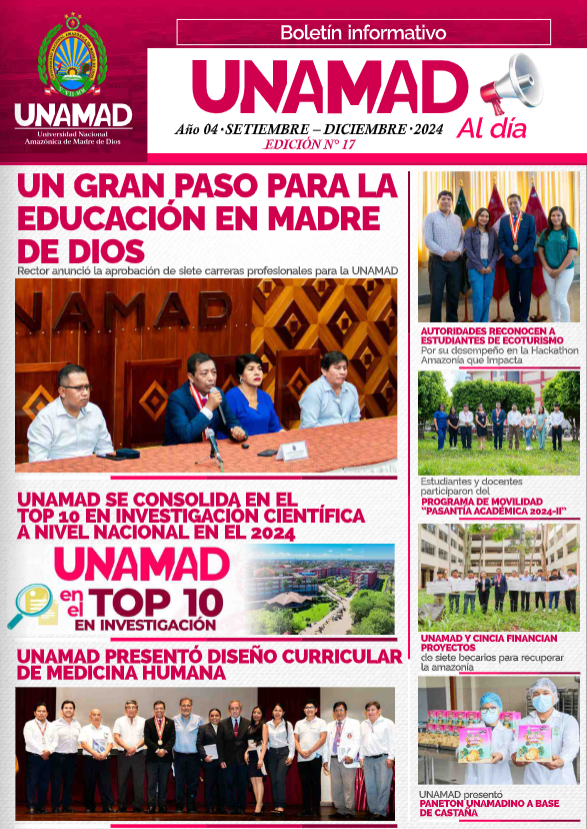 Boletín informativo
UNAMAD
Universidad Nacional
Amazónica de Madre de Dios
UNAMAD
Año 04 • SETIEMBRE – DICIEMBRE • 2024
EDICIÓN N° 17
Al día
UN GRAN PASO PARA LA
EDUCACIÓN EN MADRE
DE DIOS
Rector anunció la aprobación de siete carreras profesionales para la UNAMAD
NAMAD
UNAMAD SE CONSOLIDA EN EL
TOP 10 EN INVESTIGACIÓN CIENTÍFICA
A NIVEL NACIONAL EN EL 2024
UNAMAD
en el TOP 10
EN INVESTIGACIÓN
UNAMAD PRESENTÓ DISEÑO CURRICULAR
DE MEDICINA HUMANA
AUTORIDADES RECONOCEN A
ESTUDIANTES DE ECOTURISMO
Por su desempeño en la Hackathon
Amazonía que Impacta
Estudiantes y docentes
participaron del
PROGRAMA DE MOVILIDAD
“PASANTÍA ACADÉMICA 2024-II”
UNAMAD Y CINCIA FINANCIAN
PROYECTOS
de siete becarios para recuperar
la amazonía
UNAMAD presentó
PANETON UNAMADINO A BASE
DE CASTAÑA